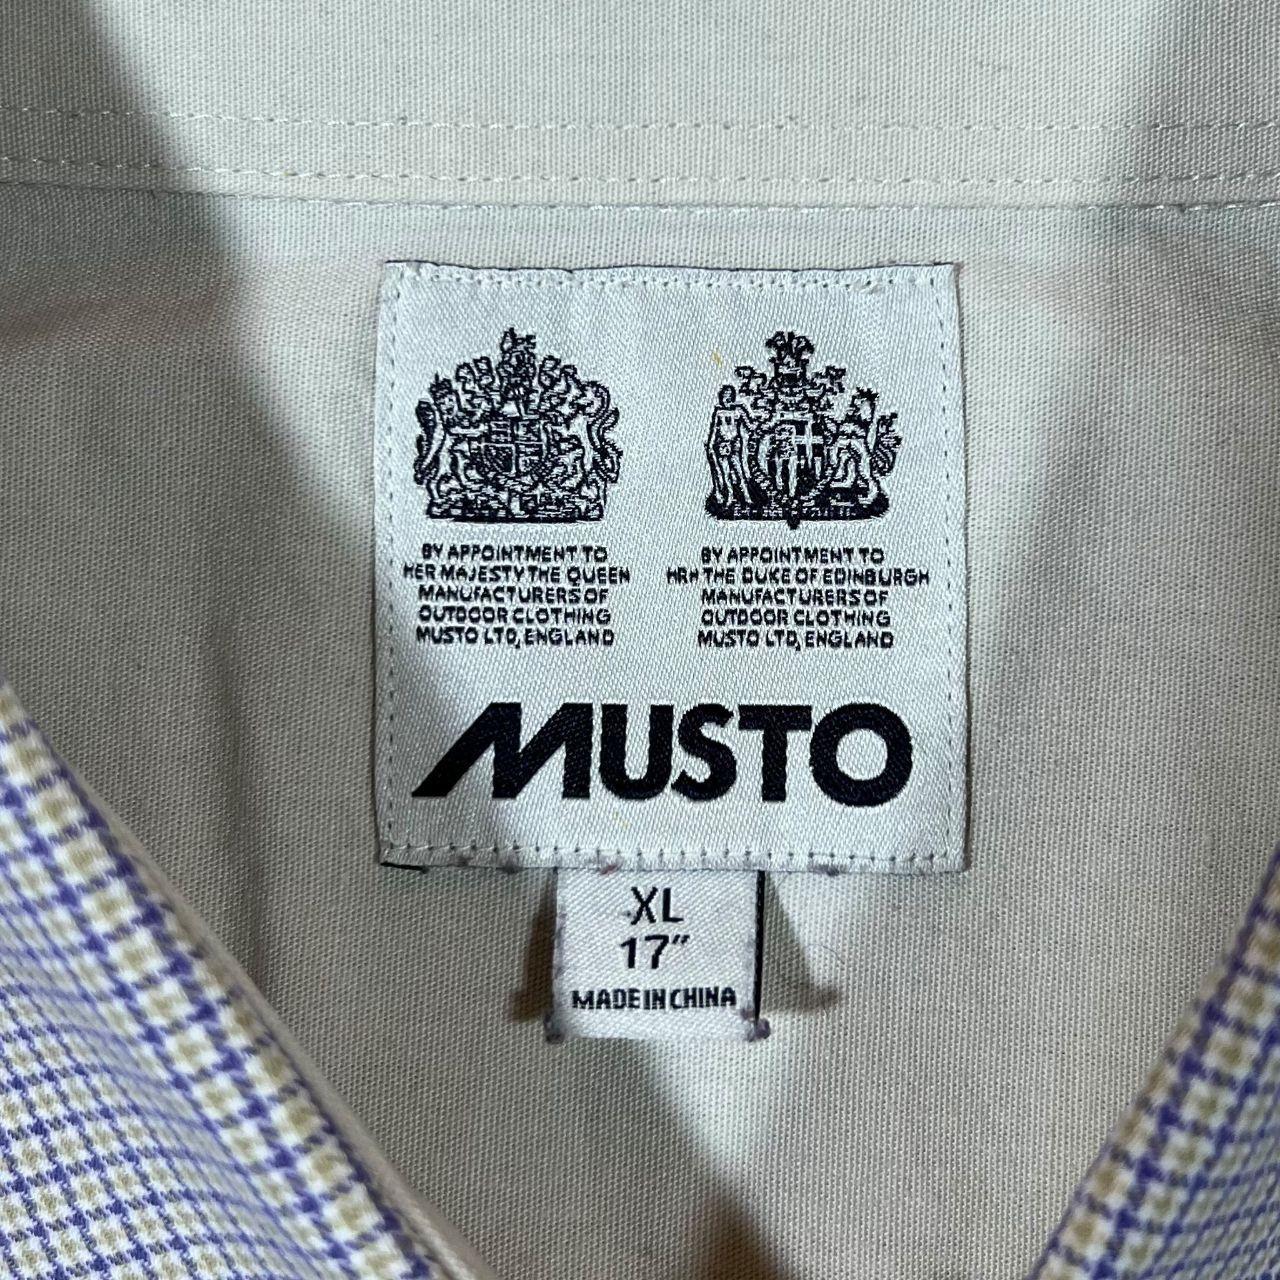 BY APPOINTMENT TO
HER MAJESTY THE QUEEN
MANUFACTURERS OF
OUTDOOR CLOTHING
MUSTO LTD, ENGLAND
BY APPOINTMENT TO
HRH THE DUKE OF EDINBURGH
MANUFACTURERS OF
OUTDOOR CLOTHING
MUSTO LTD, ENGLAND
MUSTO
XL
17"
MADE IN CHINA